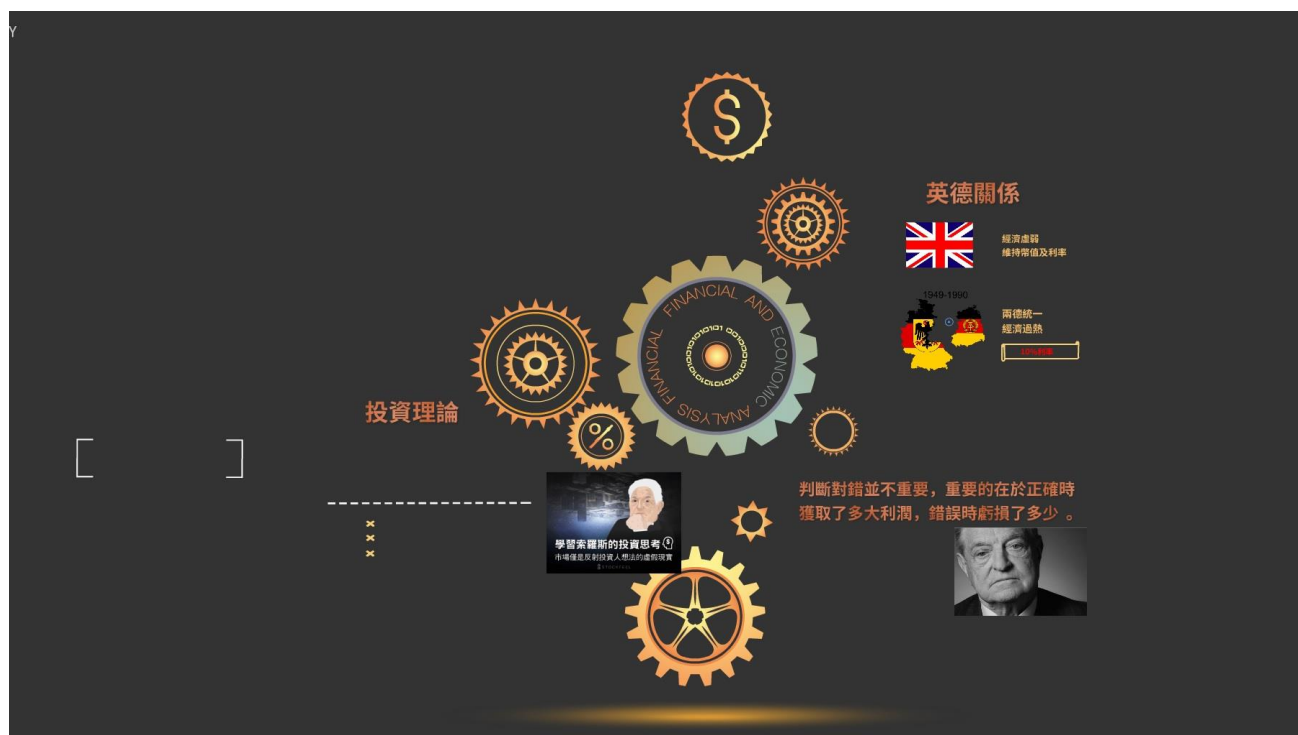 Y
$
英德關係
經濟虛弱
維持幣值及利率
1949-1990
兩德統一
經濟過熱
10%利率
FINANCIAL AND ECONOMIC ANALYSIS FINANCIAL
投資理論
%
判斷對錯並不重要，重要的在於正確時
獲取了多大利潤，錯誤時虧損了多少 。
學習索羅斯的投資思考
市場僅是反射投資人想法的虛假現實